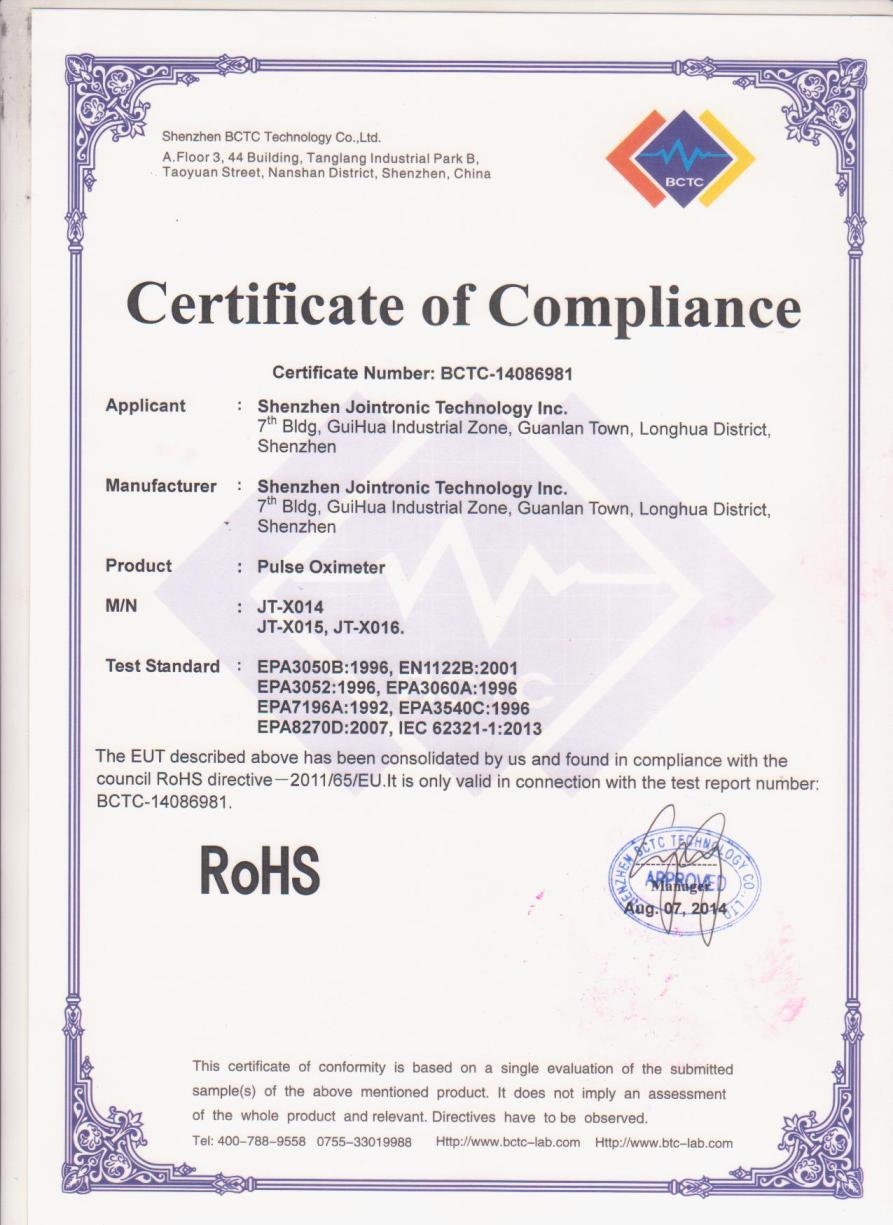 Shenzhen BCTC Technology Co.,Ltd.
A.Floor 3, 44 Building, Tanglang Industrial Park B,
Taoyuan Street, Nanshan District, Shenzhen, China
BCTC
Certificate of Compliance
Certificate Number: BCTC-14086981
Applicant : Shenzhen Jointronic Technology Inc.
7th Bldg, GuiHua Industrial Zone, Guanlan Town, Longhua District,
Shenzhen
Manufacturer : Shenzhen Jointronic Technology Inc.
7th Bldg, GuiHua Industrial Zone, Guanlan Town, Longhua District,
Shenzhen
Product : Pulse Oximeter
M/N : JT-X014
JT-X015, JT-X016.
Test Standard : EPA3050B:1996, EN1122B:2001
EPA3052:1996, EPA3060A:1996
EPA7196A:1992, EPA3540C:1996
EPA8270D:2007, IEC 62321-1:2013
The EUT described above has been consolidated by us and found in compliance with the
council RoHS directive—2011/65/EU.It is only valid in connection with the test report number:
BCTC-14086981.
RoHS
SHENZHEN BCTC TECHNOLOGY CO., LTD
APPROVED
Manager
Aug. 07, 2014
This certificate of conformity is based on a single evaluation of the submitted
sample(s) of the above mentioned product. It does not imply an assessment
of the whole product and relevant. Directives have to be observed.
Tel: 400-788-9558 0755-33019988 Http://www.bctc-lab.com Http://www.btc-lab.com